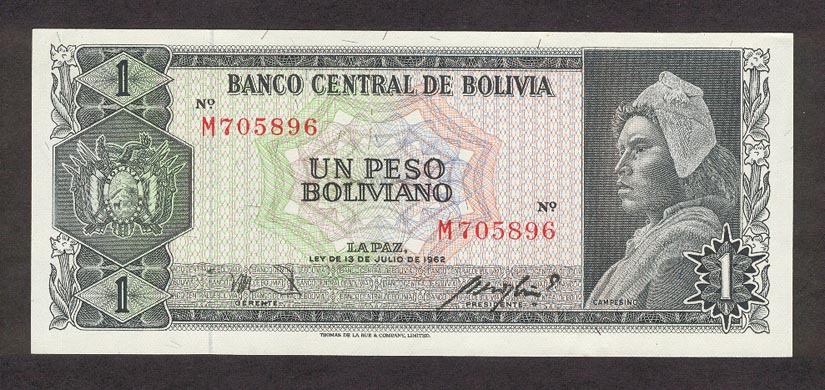 1
BANCO CENTRAL DE BOLIVIA
Nº
M705896
UN PESO
BOLIVIANO
Nº
M705896
LA PAZ,
LEY DE 13 DE JULIO DE 1962
1
GERENTE
PRESIDENTE
CAMPESINO
1
THOMAS DE LA RUE & COMPANY, LIMITED.